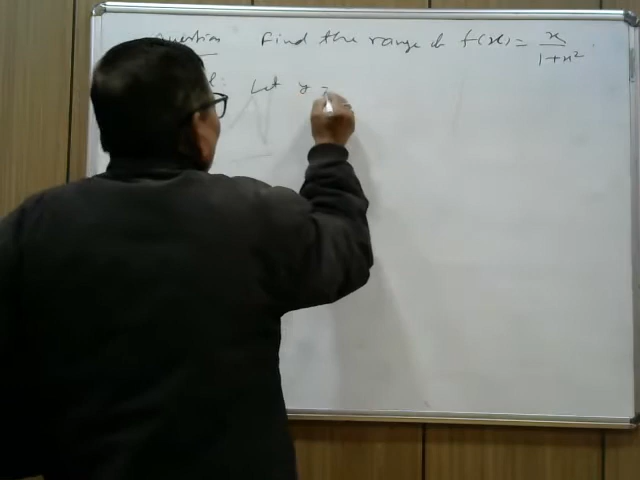 Question Find the range of f(x) = x/(1+x²).
Let y =